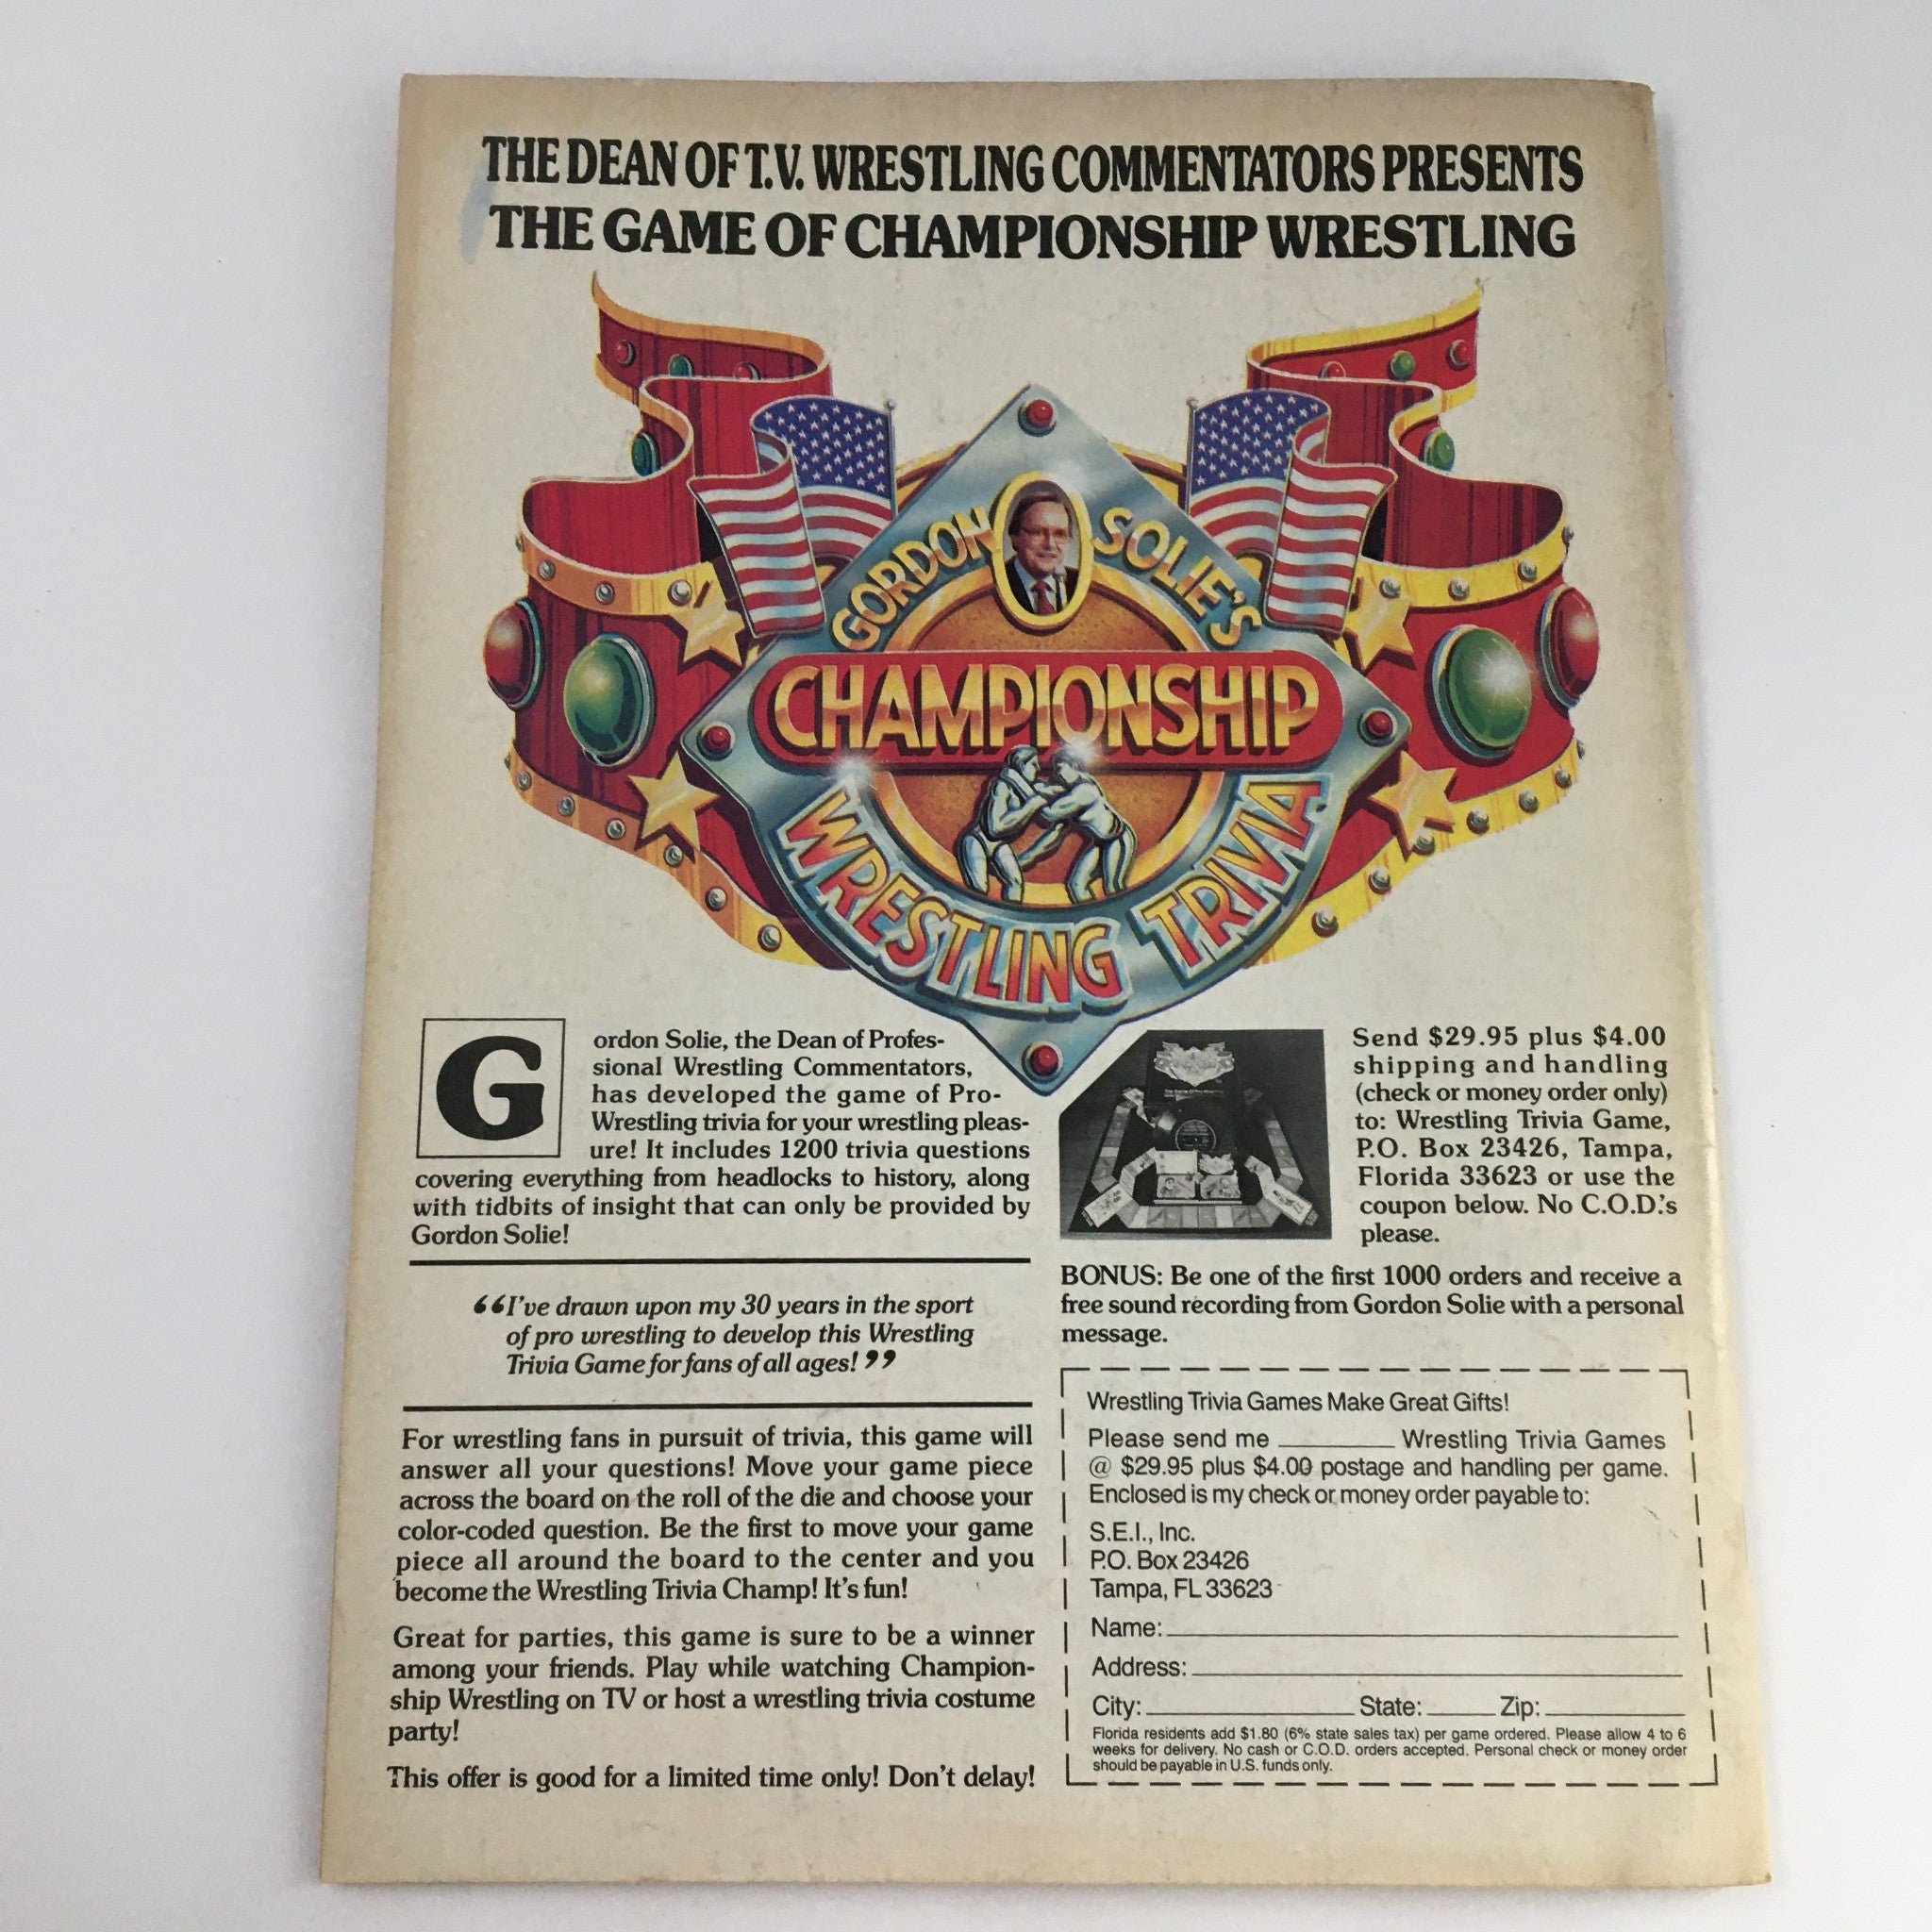 THE DEAN OF T.V. WRESTLING COMMENTATORS PRESENTS
THE GAME OF CHAMPIONSHIP WRESTLING
GORDON SOLIE'S
CHAMPIONSHIP
WRESTLING TRIVIA
Gordon Solie, the Dean of Profes-
sional Wrestling Commentators,
has developed the game of Pro-
Wrestling trivia for your wrestling pleas-
ure! It includes 1200 trivia questions
covering everything from headlocks to history, along
with tidbits of insight that can only be provided by
Gordon Solie!
“I've drawn upon my 30 years in the sport
of pro wrestling to develop this Wrestling
Trivia Game for fans of all ages!”
For wrestling fans in pursuit of trivia, this game will
answer all your questions! Move your game piece
across the board on the roll of the die and choose your
color-coded question. Be the first to move your game
piece all around the board to the center and you
become the Wrestling Trivia Champ! It's fun!
Great for parties, this game is sure to be a winner
among your friends. Play while watching Champion-
ship Wrestling on TV or host a wrestling trivia costume
party!
This offer is good for a limited time only! Don't delay!
Send $29.95 plus $4.00
shipping and handling
(check or money order only)
to: Wrestling Trivia Game,
P.O. Box 23426, Tampa,
Florida 33623 or use the
coupon below. No C.O.D.'s
please.
BONUS: Be one of the first 1000 orders and receive a
free sound recording from Gordon Solie with a personal
message.
Wrestling Trivia Games Make Great Gifts!
Please send me ________ Wrestling Trivia Games
@ $29.95 plus $4.00 postage and handling per game.
Enclosed is my check or money order payable to:
S.E.I., Inc.
P.O. Box 23426
Tampa, FL 33623
Name:
Address:
City: State: Zip:
Florida residents add $1.80 (6% state sales tax) per game ordered. Please allow 4 to 6
weeks for delivery. No cash or C.O.D. orders accepted. Personal check or money order
should be payable in U.S. funds only.